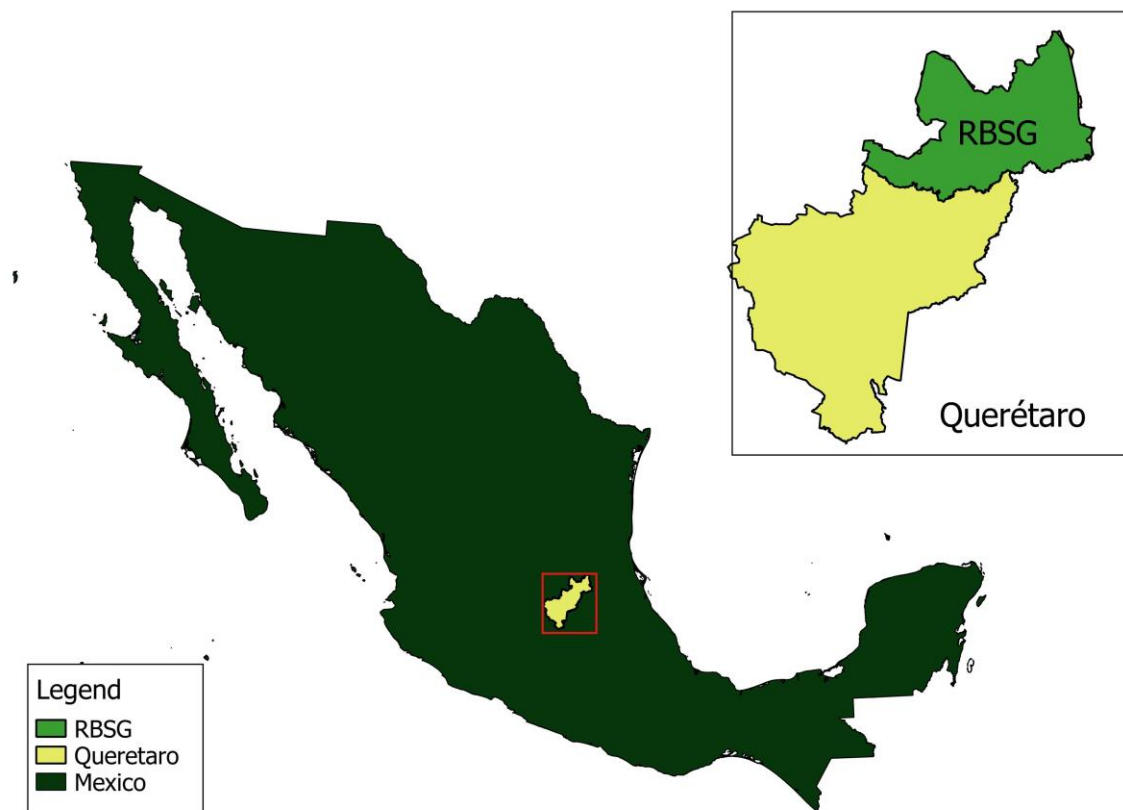 RBSG
Querétaro
Legend
RBSG
Queretaro
Mexico